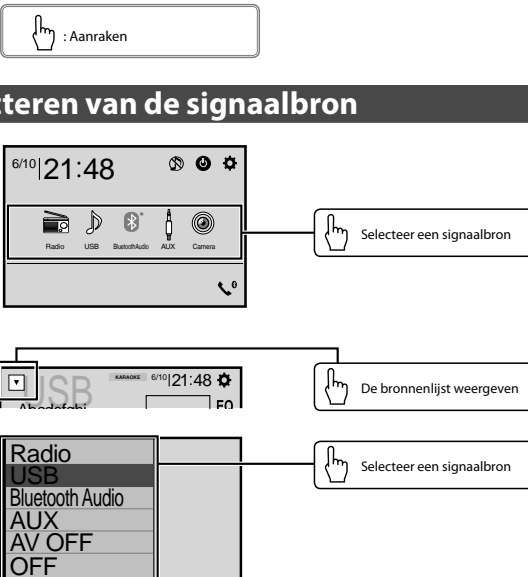 : Aanraken
cteren van de signaalbron
6/10 21:48
Radio USB BluetoothAudio AUX Camera
Selecteer een signaalbron
USB KARAOKE 6/10 21:48
EQ
De bronnenlijst weergeven
Radio
USB
Bluetooth Audio
AUX
AV OFF
OFF
Selecteer een signaalbron